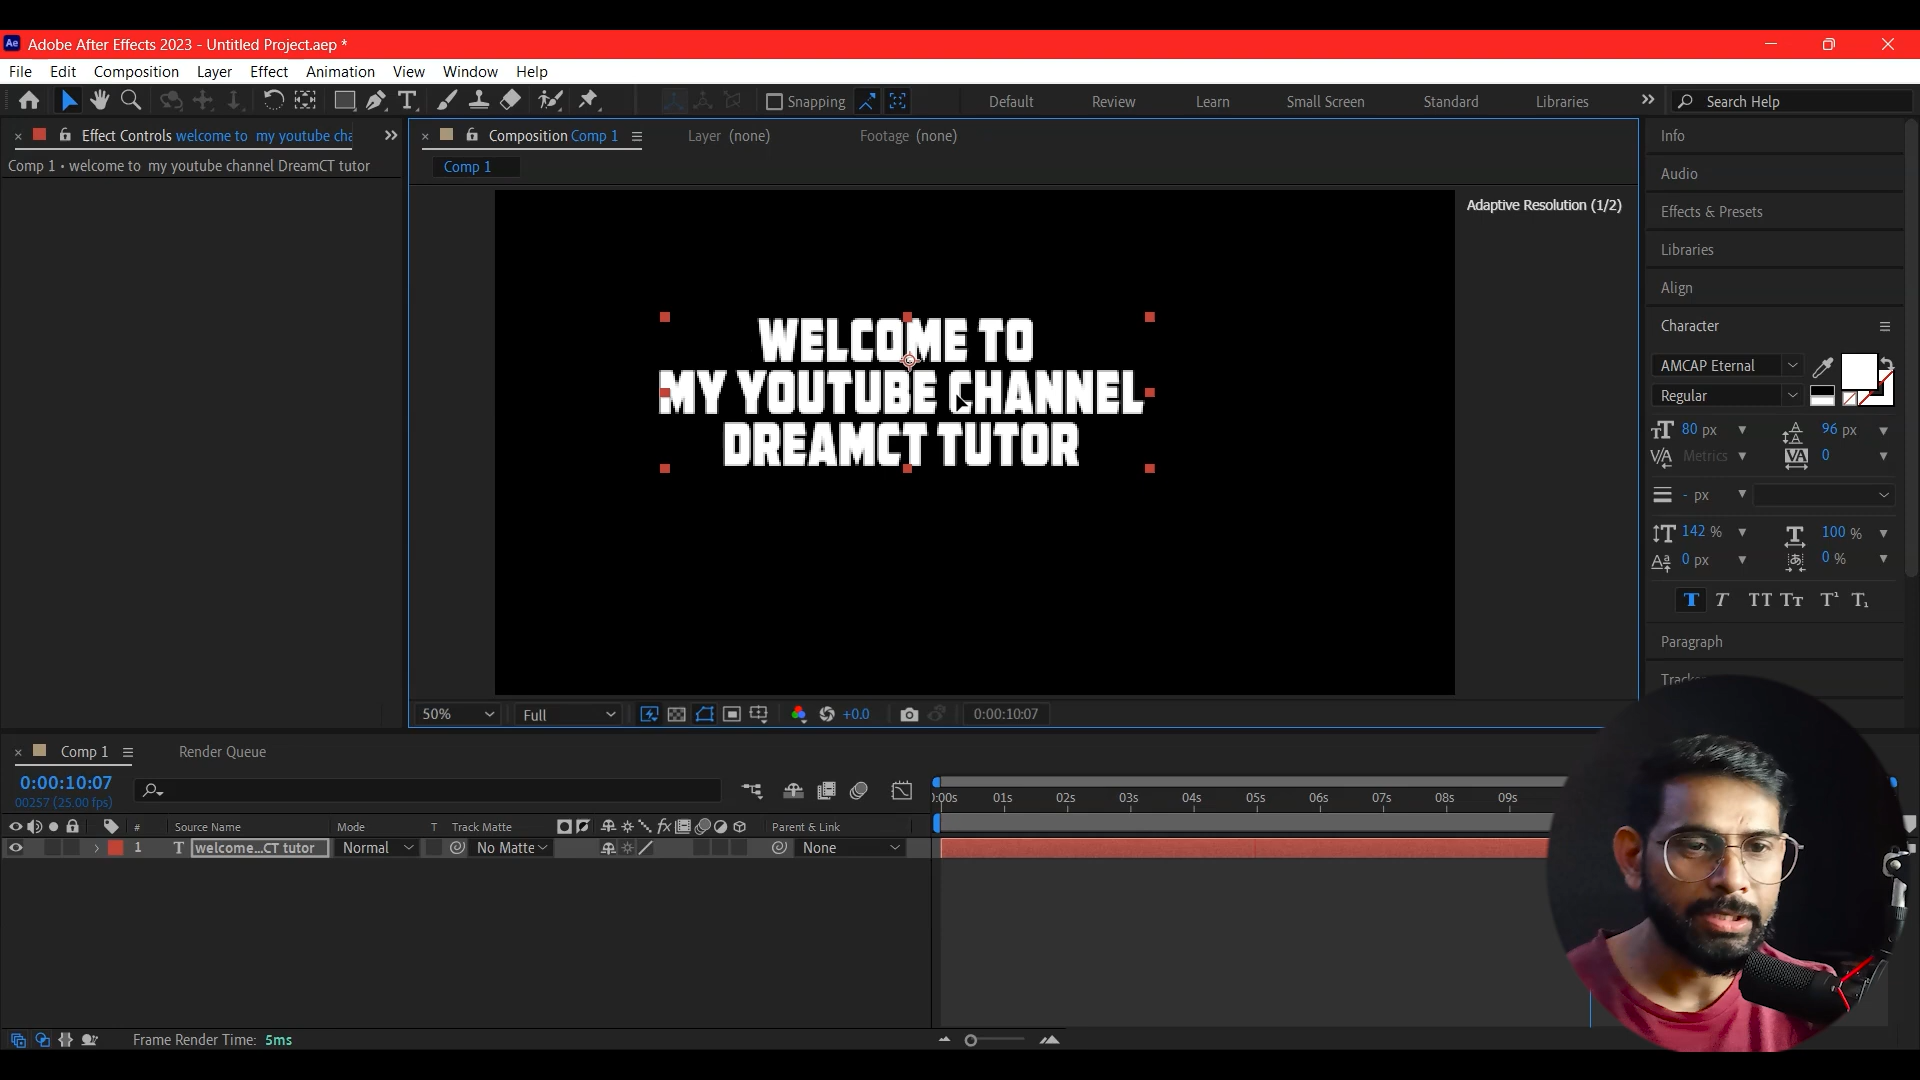 Ae Adobe After Effects 2023 - Untitled Project.aep *
File Edit Composition Layer Effect Animation View Window Help
Snapping Default Review Learn Small Screen Standard Libraries Search Help
Effect Controls welcome to my youtube cha
Composition Comp 1 Layer (none) Footage (none)
Info
Comp 1 • welcome to my youtube channel DreamCT tutor
Comp 1
Audio
Adaptive Resolution (1/2)
Effects & Presets
Libraries
Align
Character
WELCOME TO
MY YOUTUBE CHANNEL
DREAMCT TUTOR
AMCAP Eternal
Regular
80 px 96 px
Metrics 0
- px
142 % 100 %
0 px 0 %
T T TT Tт T¹ T₁
Paragraph
50% Full +0.0 0:00:10:07
Comp 1 Render Queue
0:00:10:07
00257 (25.00 fps)
:00s 01s 02s 03s 04s 05s 06s 07s 08s 09s
# Source Name Mode T Track Matte fx Parent & Link
1 T welcome...CT tutor Normal No Matte None
Frame Render Time: 5ms